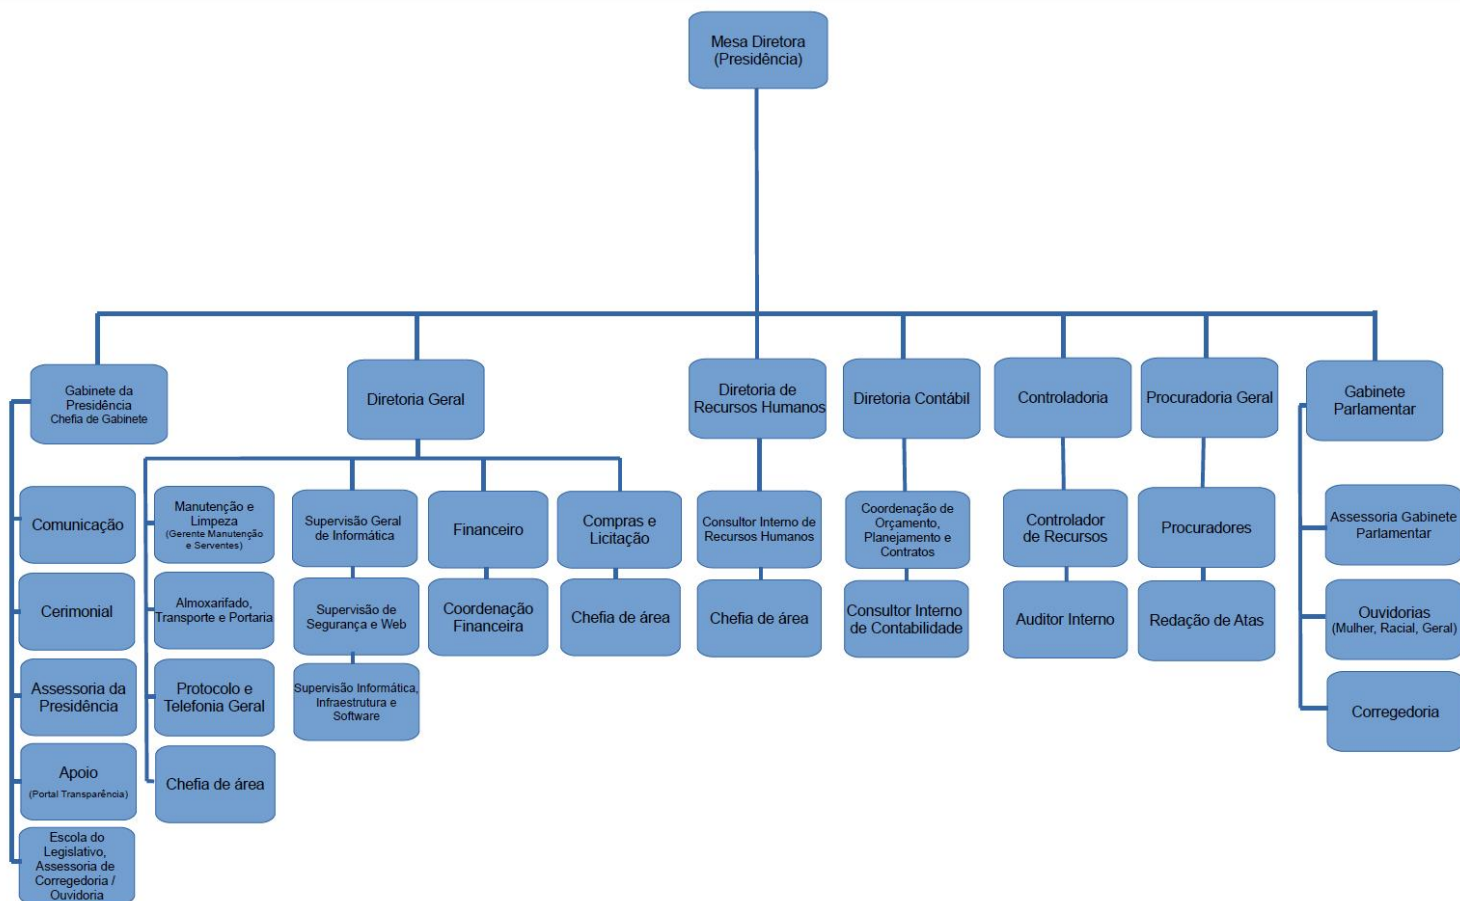 Mesa Diretora
(Presidência)
Gabinete da
Presidência
Chefia de Gabinete
Diretoria Geral
Diretoria de
Recursos Humanos
Diretoria Contábil
Controladoria
Procuradoria Geral
Gabinete
Parlamentar
Comunicação
Cerimonial
Assessoria da
Presidência
Apoio
(Portal Transparência)
Escola do
Legislativo,
Assessoria de
Corregedoria /
Ouvidoria
Manutenção e
Limpeza
(Gerente Manutenção
e Serventes)
Almoxarifado,
Transporte e Portaria
Protocolo e
Telefonia Geral
Chefia de área
Supervisão Geral
de Informática
Supervisão de
Segurança e Web
Supervisão Informática,
Infraestrutura e
Software
Financeiro
Coordenação
Financeira
Compras e
Licitação
Chefia de área
Consultor Interno de
Recursos Humanos
Chefia de área
Coordenação de
Orçamento,
Planejamento e
Contratos
Consultor Interno
de Contabilidade
Controlador
de Recursos
Auditor Interno
Procuradores
Redação de Atas
Assessoria Gabinete
Parlamentar
Ouvidorias
(Mulher, Racial, Geral)
Corregedoria